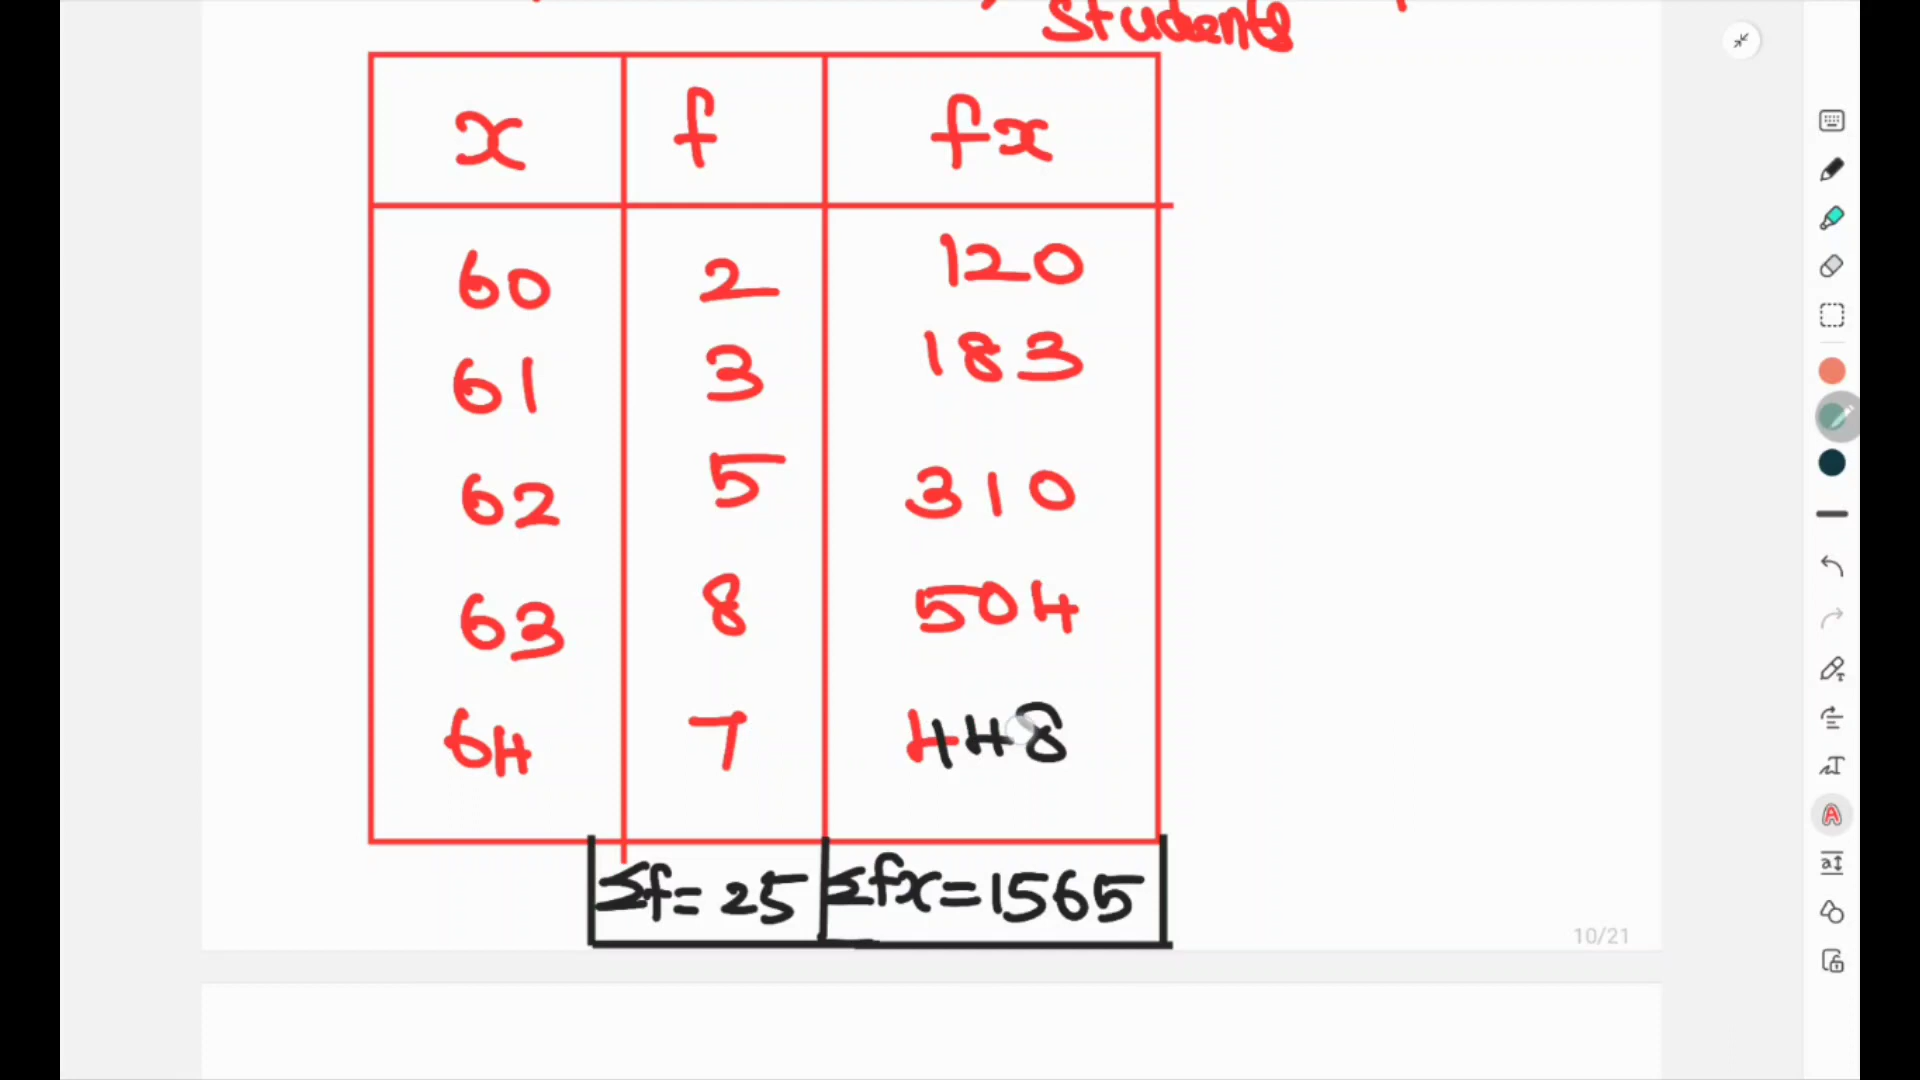 Students
x f fx
60 2 120
61 3 183
62 5 310
63 8 504
64 7 448
Σf = 25 Σfx = 1565
10/21